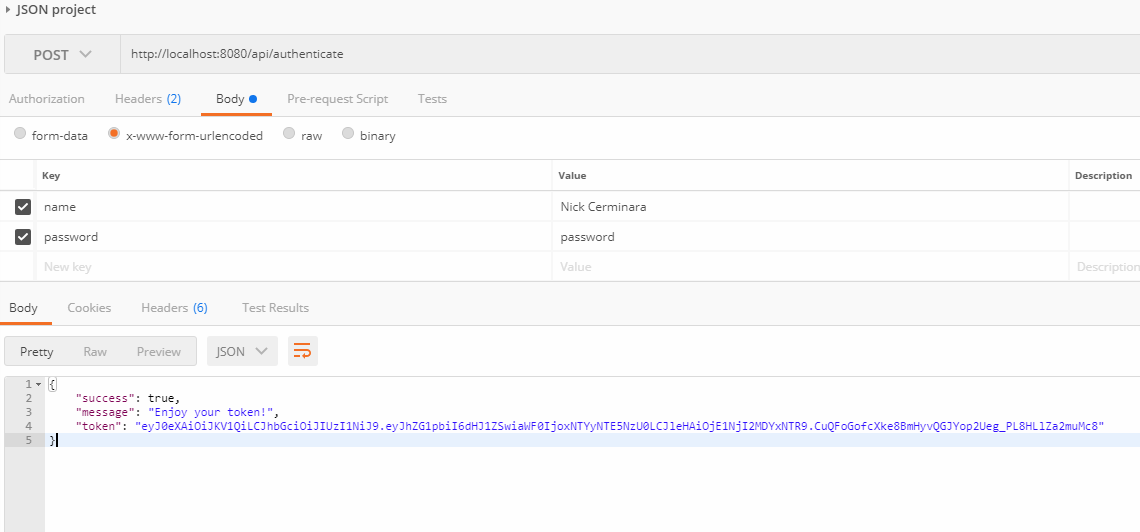 JSON project
POST http://localhost:8080/api/authenticate
Authorization Headers (2) Body Pre-request Script Tests
form-data x-www-form-urlencoded raw binary
Key Value Description
name Nick Cerminara
password password
New key Value Description
Body Cookies Headers (6) Test Results
Pretty Raw Preview JSON
1 {
2 "success": true,
3 "message": "Enjoy your token!",
4 "token": "eyJ0eXAiOiJKV1QiLCJhbGciOiJIUzI1NiJ9.eyJhZG1pbiI6dHJ1ZSwiaWF0IjoxNTYyNTE5NzU0LCJleHAiOjE1NjI2MDYxNTR9.CuQFoGofcXke8BmHyvQGJYop2Ueg_PL8HLlZa2muMc8"
5 }